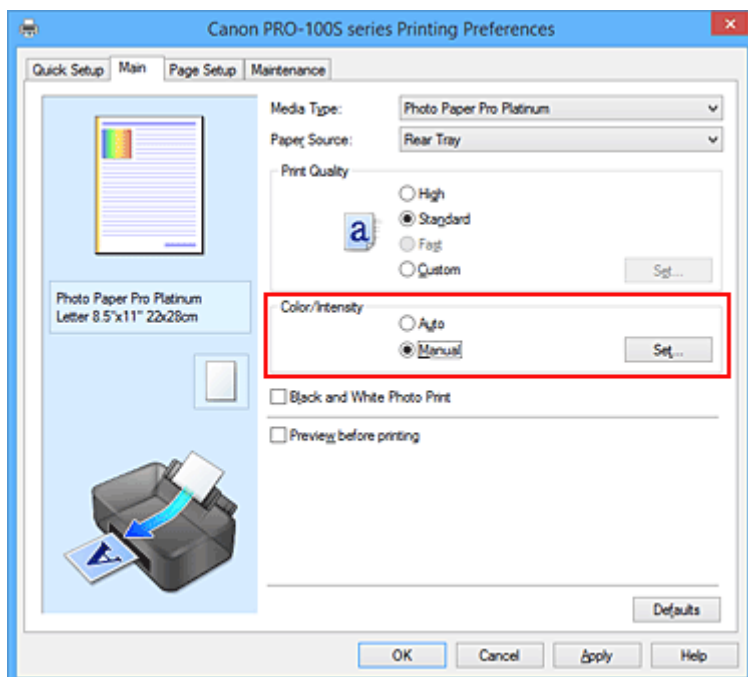 Canon PRO-100S series Printing Preferences
Quick Setup Main Page Setup Maintenance
Media Type: Photo Paper Pro Platinum
Paper Source: Rear Tray
Print Quality
High
Standard
Fast
Custom Set...
a
Photo Paper Pro Platinum
Letter 8.5"x11" 22x28cm
Color/Intensity
Auto
Manual Set...
Black and White Photo Print
Preview before printing
A
Defaults
OK Cancel Apply Help